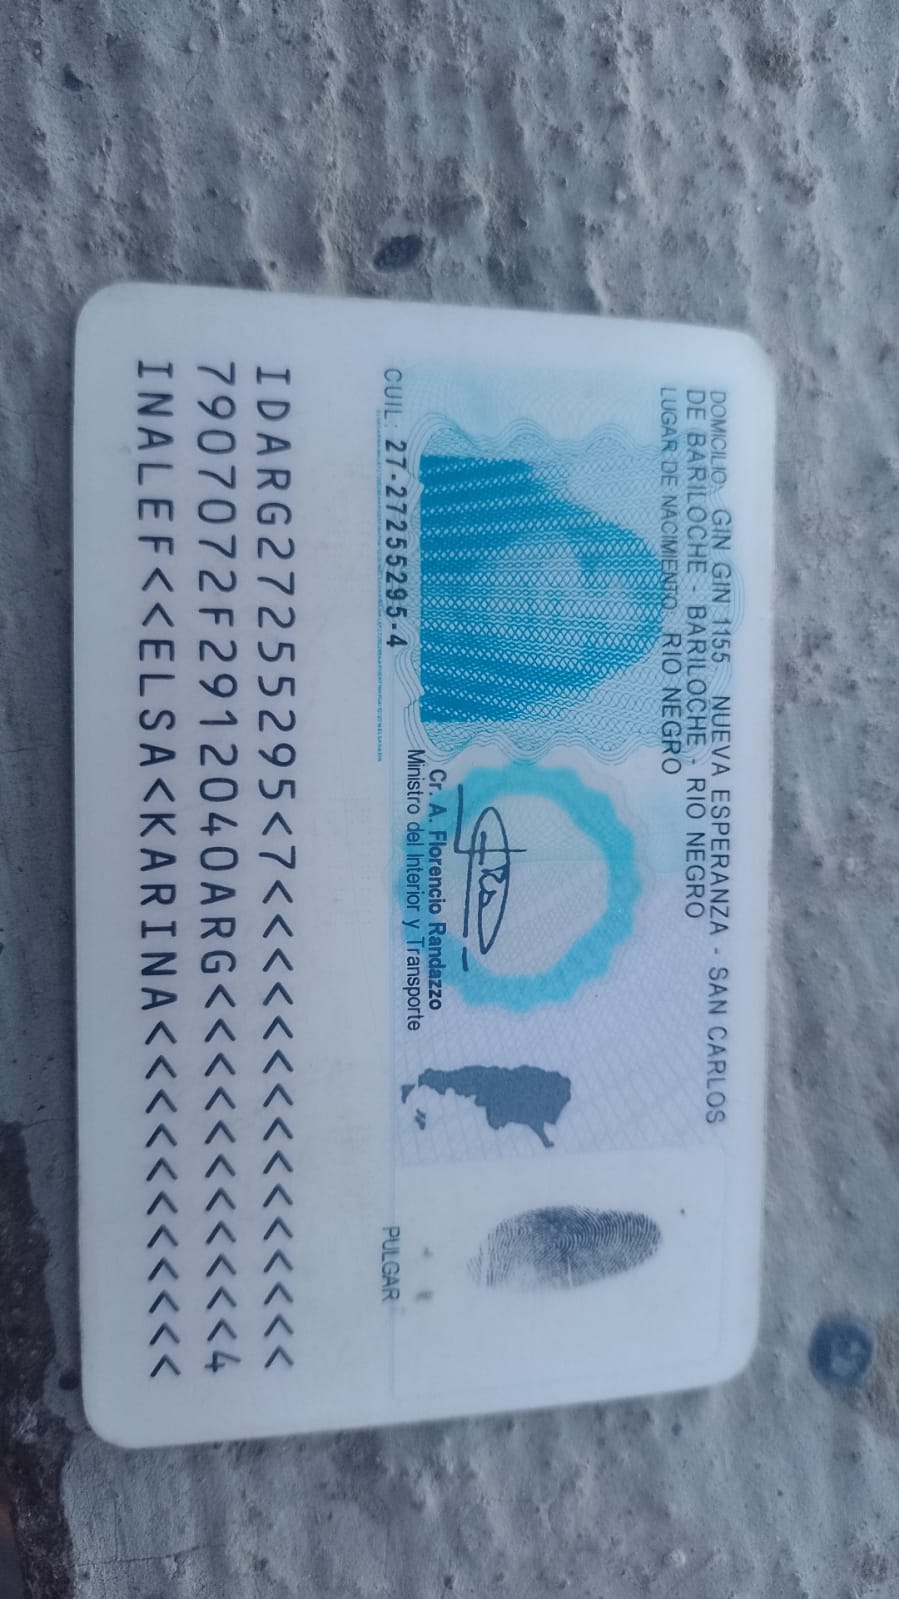 DOMICILIO: GIN GIN 1155 NUEVA ESPERANZA - SAN CARLOS
DE BARILOCHE - BARILOCHE - RIO NEGRO
LUGAR DE NACIMIENTO: RIO NEGRO
Cr. A. Florencio Randazzo
Ministro del Interior y Transporte
CUIL: 27-27255295-4
PULGAR
IDARG27255295<7<<<<<<<<<<<<<<<
7907072F2912040ARG<<<<<<<<<<<4
INALEF<<ELSA<KARINA<<<<<<<<<<<